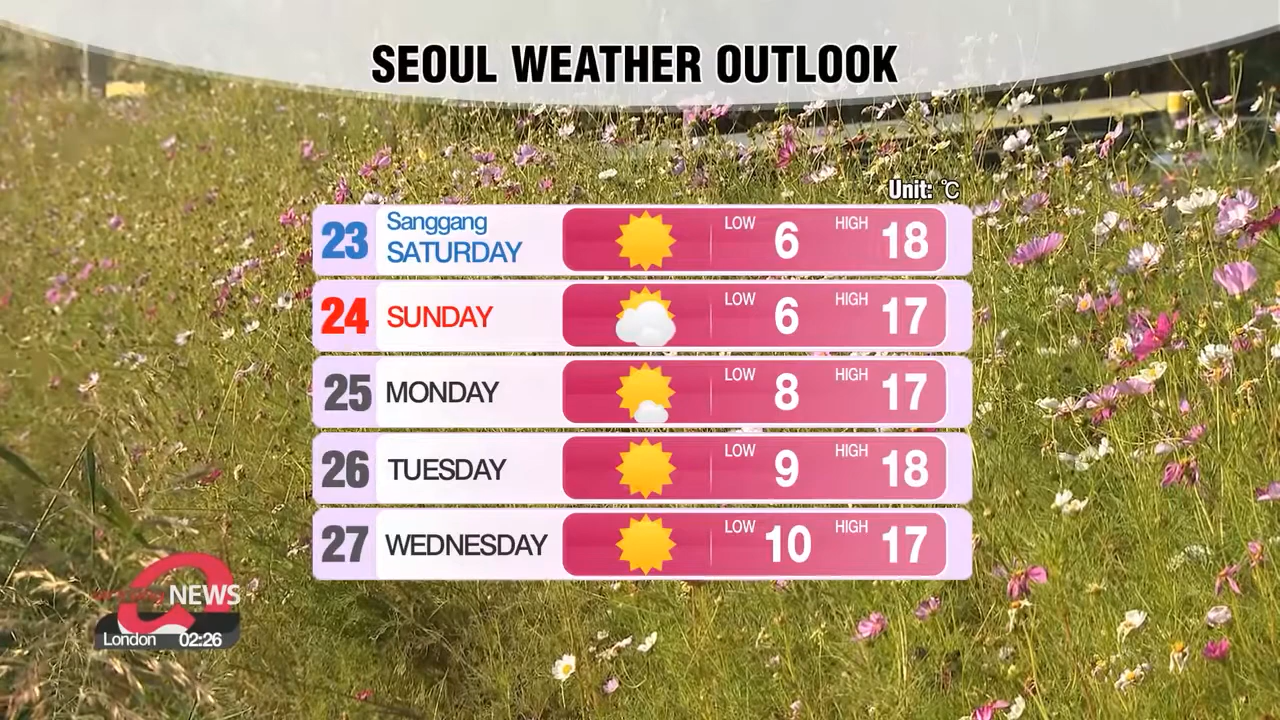 SEOUL WEATHER OUTLOOK
Unit: ℃
23 Sanggang SATURDAY LOW 6 HIGH 18
24 SUNDAY LOW 6 HIGH 17
25 MONDAY LOW 8 HIGH 17
26 TUESDAY LOW 9 HIGH 18
27 WEDNESDAY LOW 10 HIGH 17
NEWS
London 02:26